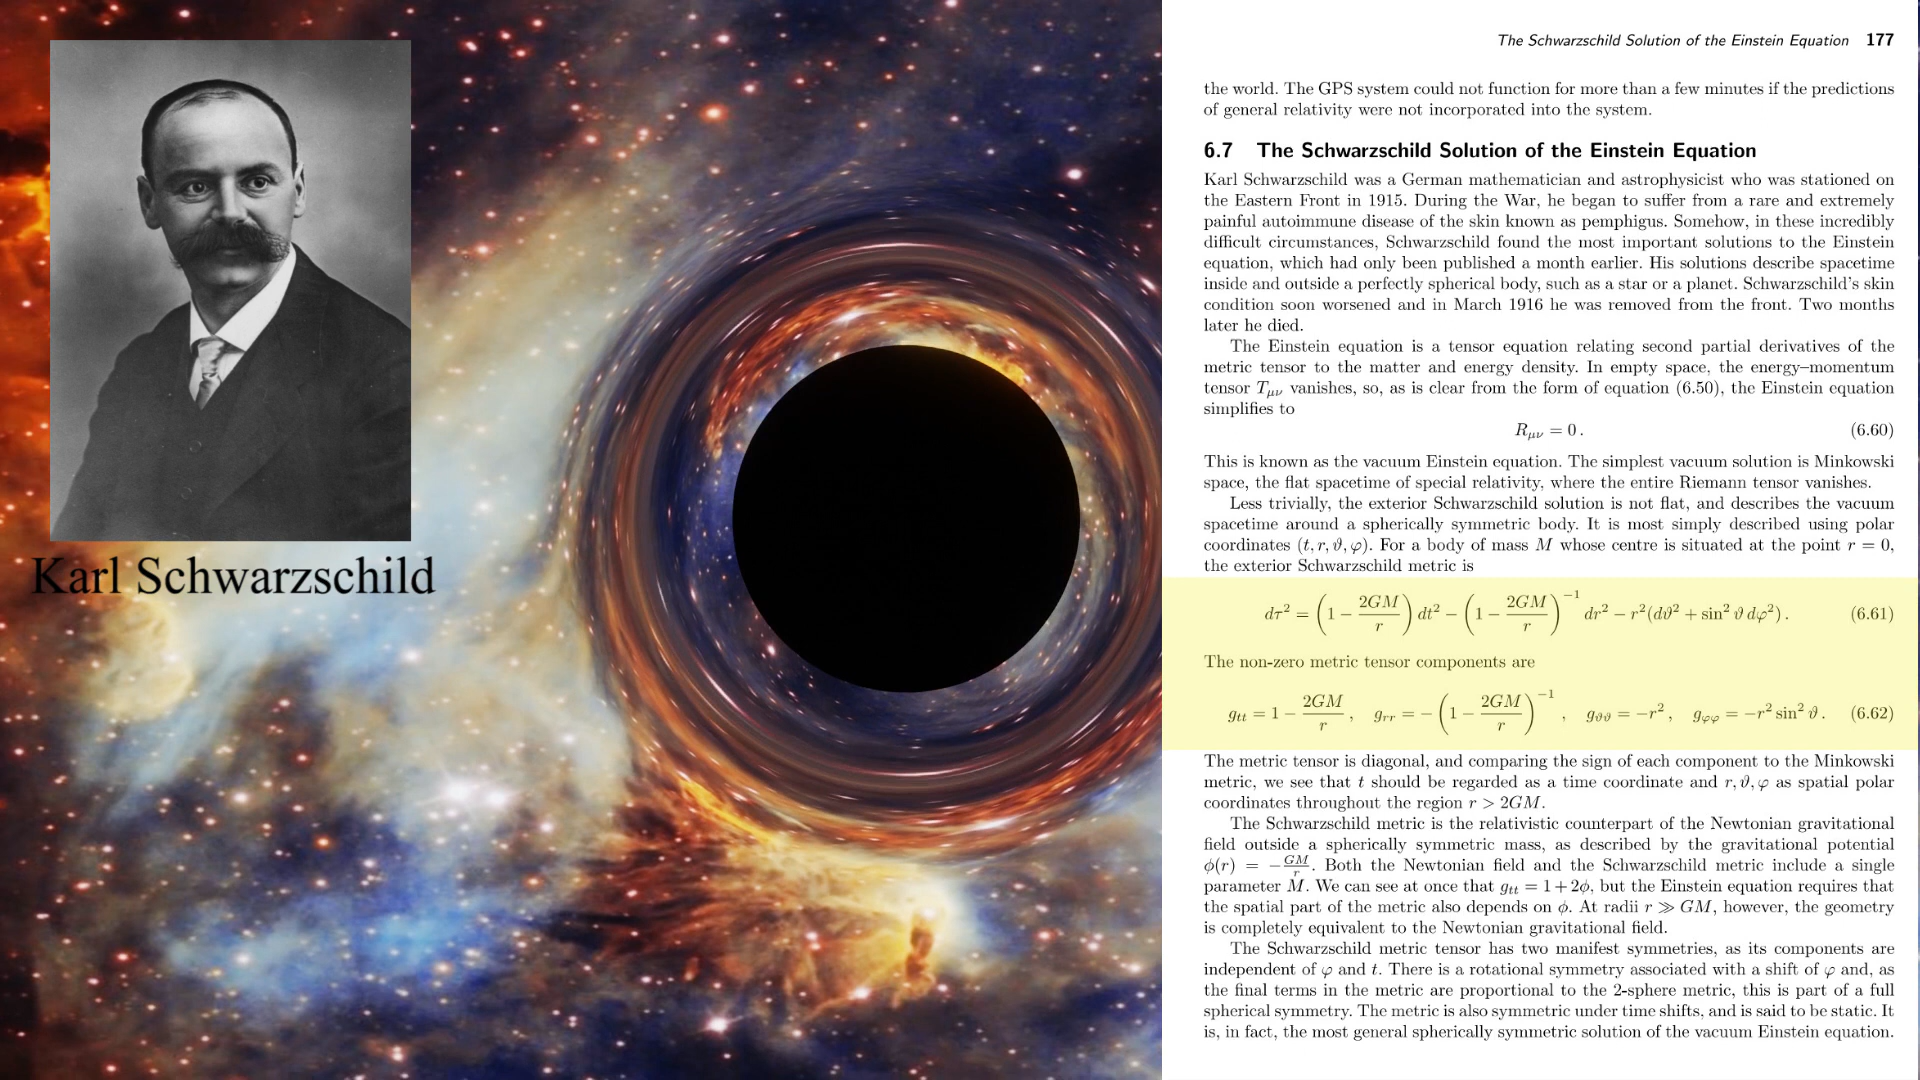 Karl Schwarzschild
The Schwarzschild Solution of the Einstein Equation 177
the world. The GPS system could not function for more than a few minutes if the predictions
of general relativity were not incorporated into the system.
6.7 The Schwarzschild Solution of the Einstein Equation
Karl Schwarzschild was a German mathematician and astrophysicist who was stationed on
the Eastern Front in 1915. During the War, he began to suffer from a rare and extremely
painful autoimmune disease of the skin known as pemphigus. Somehow, in these incredibly
difficult circumstances, Schwarzschild found the most important solutions to the Einstein
equation, which had only been published a month earlier. His solutions describe spacetime
inside and outside a perfectly spherical body, such as a star or a planet. Schwarzschild's skin
condition soon worsened and in March 1916 he was removed from the front. Two months
later he died.
The Einstein equation is a tensor equation relating second partial derivatives of the
metric tensor to the matter and energy density. In empty space, the energy–momentum
tensor T_{μν} vanishes, so, as is clear from the form of equation (6.50), the Einstein equation
simplifies to
R_{μν} = 0 . (6.60)
This is known as the vacuum Einstein equation. The simplest vacuum solution is Minkowski
space, the flat spacetime of special relativity, where the entire Riemann tensor vanishes.
Less trivially, the exterior Schwarzschild solution is not flat, and describes the vacuum
spacetime around a spherically symmetric body. It is most simply described using polar
coordinates (t, r, ϑ, φ). For a body of mass M whose centre is situated at the point r = 0,
the exterior Schwarzschild metric is
dτ² = (1 − 2GM/r) dt² − (1 − 2GM/r)⁻¹ dr² − r²(dϑ² + sin² ϑ dφ²) . (6.61)
The non-zero metric tensor components are
g_{tt} = 1 − 2GM/r , g_{rr} = −(1 − 2GM/r)⁻¹ , g_{ϑϑ} = −r² , g_{φφ} = −r² sin² ϑ . (6.62)
The metric tensor is diagonal, and comparing the sign of each component to the Minkowski
metric, we see that t should be regarded as a time coordinate and r, ϑ, φ as spatial polar
coordinates throughout the region r > 2GM.
The Schwarzschild metric is the relativistic counterpart of the Newtonian gravitational
field outside a spherically symmetric mass, as described by the gravitational potential
ϕ(r) = −GM/r. Both the Newtonian field and the Schwarzschild metric include a single
parameter M. We can see at once that g_{tt} = 1 + 2ϕ, but the Einstein equation requires that
the spatial part of the metric also depends on ϕ. At radii r ≫ GM, however, the geometry
is completely equivalent to the Newtonian gravitational field.
The Schwarzschild metric tensor has two manifest symmetries, as its components are
independent of φ and t. There is a rotational symmetry associated with a shift of φ and, as
the final terms in the metric are proportional to the 2-sphere metric, this is part of a full
spherical symmetry. The metric is also symmetric under time shifts, and is said to be static. It
is, in fact, the most general spherically symmetric solution of the vacuum Einstein equation.